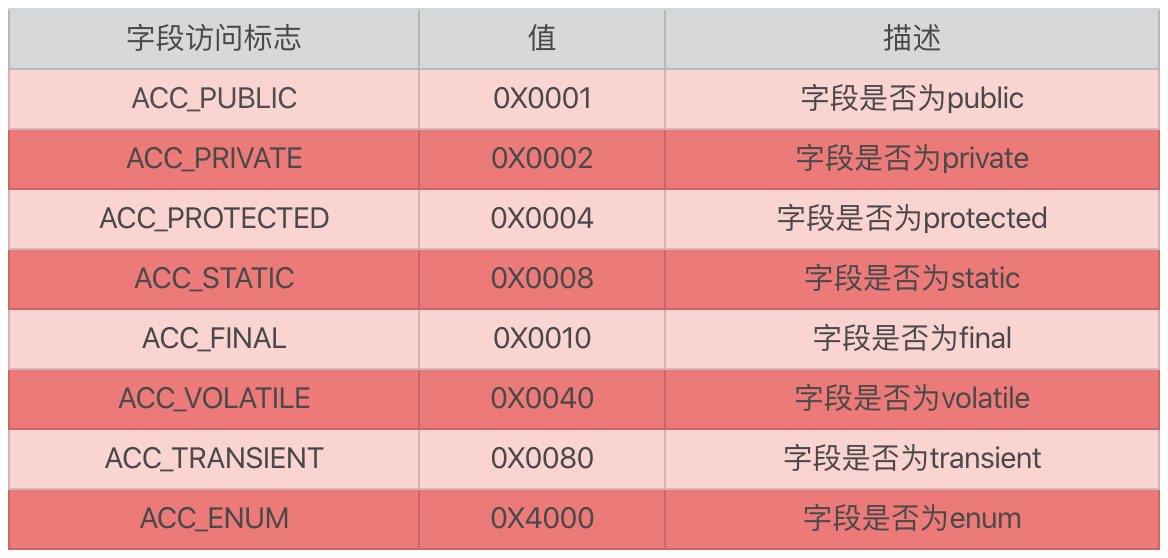 字段访问标志 值 描述
ACC_PUBLIC 0X0001 字段是否为public
ACC_PRIVATE 0X0002 字段是否为private
ACC_PROTECTED 0X0004 字段是否为protected
ACC_STATIC 0X0008 字段是否为static
ACC_FINAL 0X0010 字段是否为final
ACC_VOLATILE 0X0040 字段是否为volatile
ACC_TRANSIENT 0X0080 字段是否为transient
ACC_ENUM 0X4000 字段是否为enum